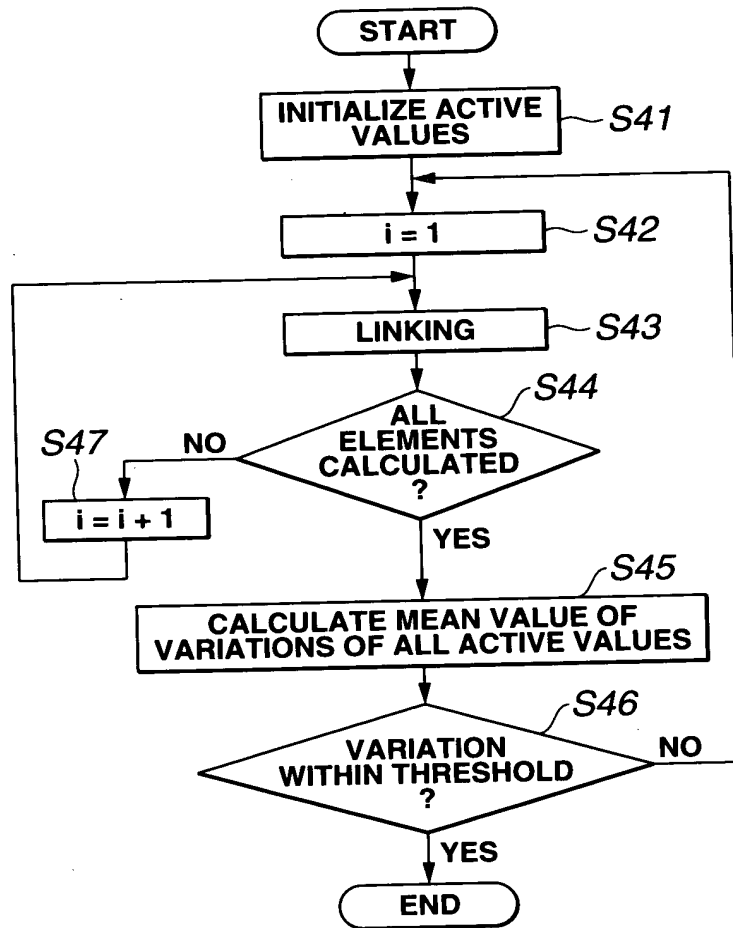 START
INITIALIZE ACTIVE
VALUES
S41
i = 1
S42
LINKING
S43
ALL
ELEMENTS
CALCULATED
?
S44
NO
S47
i = i + 1
YES
S45
CALCULATE MEAN VALUE OF
VARIATIONS OF ALL ACTIVE VALUES
S46
VARIATION
WITHIN THRESHOLD
?
NO
YES
END